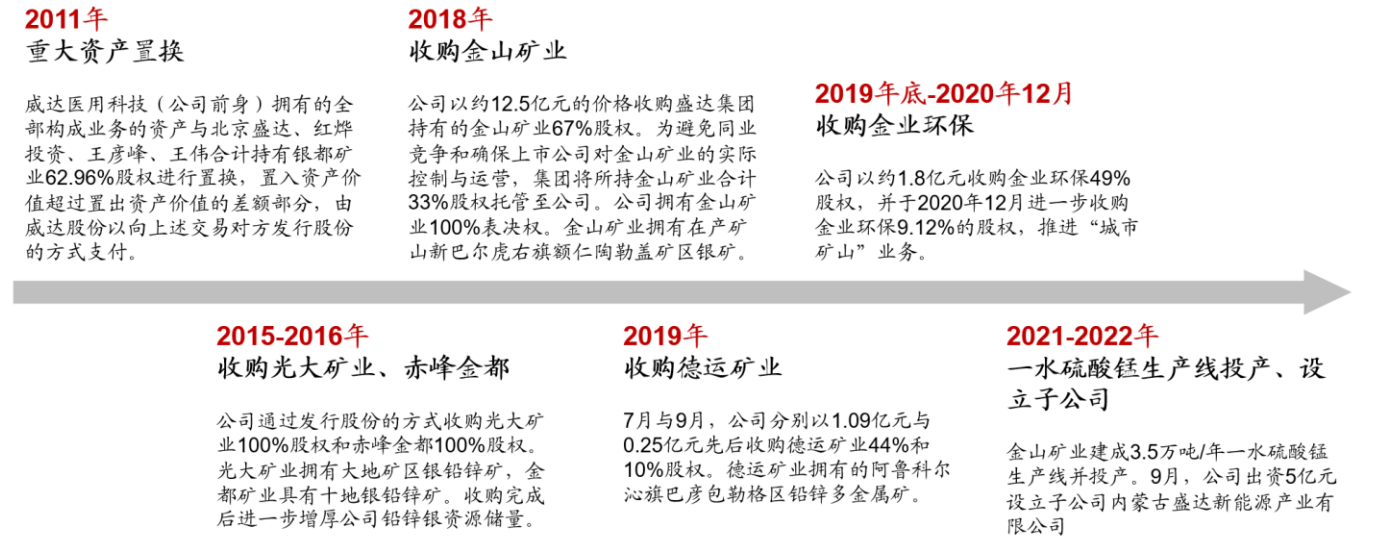 2011年
重大资产置换
威达医用科技（公司前身）拥有的全
部构成业务的资产与北京盛达、红烨
投资、王彦峰、王伟合计持有银都矿
业62.96%股权进行置换，置入资产价
值超过置出资产价值的差额部分，由
威达股份以向上述交易对方发行股份
的方式支付。
2018年
收购金山矿业
公司以约12.5亿元的价格收购盛达集团
持有的金山矿业67%股权。为避免同业
竞争和确保上市公司对金山矿业的实际
控制与运营，集团将所持金山矿业合计
33%股权托管至公司。公司拥有金山矿
业100%表决权。金山矿业拥有在产矿
山新巴尔虎右旗额仁陶勒盖矿区银矿。
2019年底-2020年12月
收购金业环保
公司以约1.8亿元收购金业环保49%
股权，并于2020年12月进一步收购
金业环保9.12%的股权，推进“城市
矿山”业务。
2015-2016年
收购光大矿业、赤峰金都
公司通过发行股份的方式收购光大矿
业100%股权和赤峰金都100%股权。
光大矿业拥有大地矿区银铅锌矿，金
都矿业具有十地银铅锌矿。收购完成
后进一步增厚公司铅锌银资源储量。
2019年
收购德运矿业
7月与9月，公司分别以1.09亿元与
0.25亿元先后收购德运矿业44%和
10%股权。德运矿业拥有的阿鲁科尔
沁旗巴彦包勒格区铅锌多金属矿。
2021-2022年
一水硫酸锰生产线投产、设
立子公司
金山矿业建成3.5万吨/年一水硫酸锰
生产线并投产。9月，公司出资5亿元
设立子公司内蒙古盛达新能源产业有
限公司